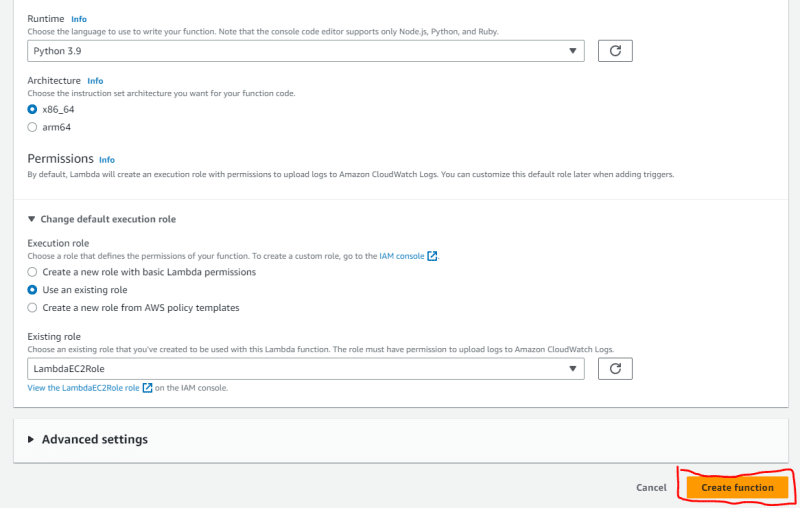 Runtime Info
Choose the language to use to write your function. Note that the console code editor supports only Node.js, Python, and Ruby.
Python 3.9
Architecture Info
Choose the instruction set architecture you want for your function code.
x86_64
arm64
Permissions Info
By default, Lambda will create an execution role with permissions to upload logs to Amazon CloudWatch Logs. You can customize this default role later when adding triggers.
Change default execution role
Execution role
Choose a role that defines the permissions of your function. To create a custom role, go to the IAM console.
Create a new role with basic Lambda permissions
Use an existing role
Create a new role from AWS policy templates
Existing role
Choose an existing role that you've created to be used with this Lambda function. The role must have permission to upload logs to Amazon CloudWatch Logs.
LambdaEC2Role
View the LambdaEC2Role role on the IAM console.
Advanced settings
Cancel Create function